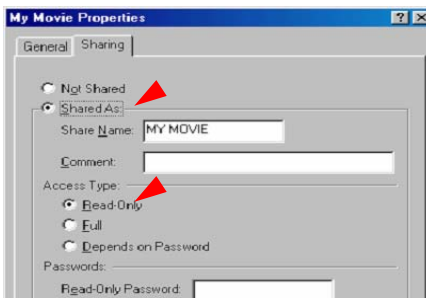 My Movie Properties
General Sharing
Not Shared
Shared As:
Share Name: MY MOVIE
Comment:
Access Type:
Read-Only
Full
Depends on Password
Passwords:
Read-Only Password: